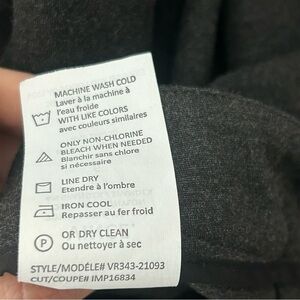 MACHINE WASH COLD
Laver à la machine à
l'eau froide
WITH LIKE COLORS
avec couleurs similaires
ONLY NON-CHLORINE
BLEACH WHEN NEEDED
Blanchir sans chlore
si nécessaire
LINE DRY
Etendre à l'ombre
IRON COOL
Repasser au fer froid
P
OR DRY CLEAN
Ou nettoyer à sec
STYLE/MODÈLE# VR343-21093
CUT/COUPE# IMP16834